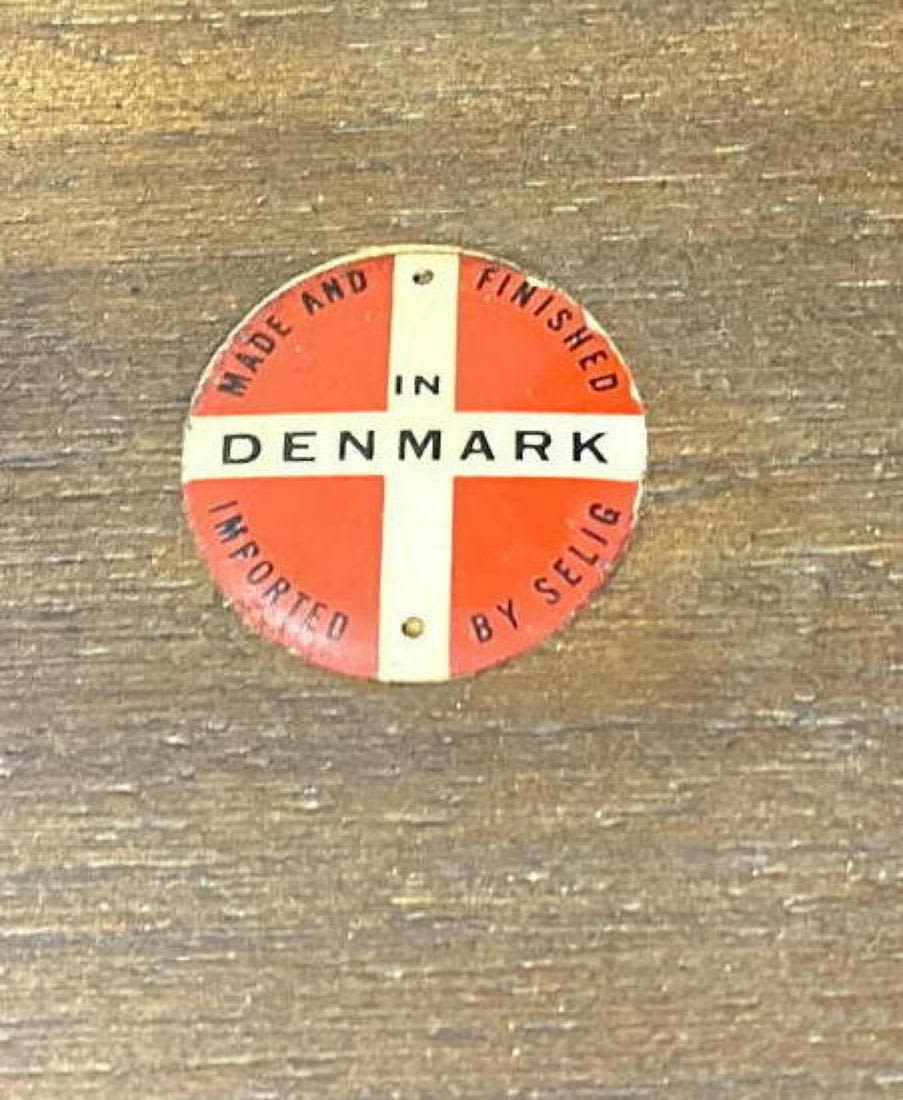 MADE AND FINISHED
IN
DENMARK
IMPORTED BY SELIG